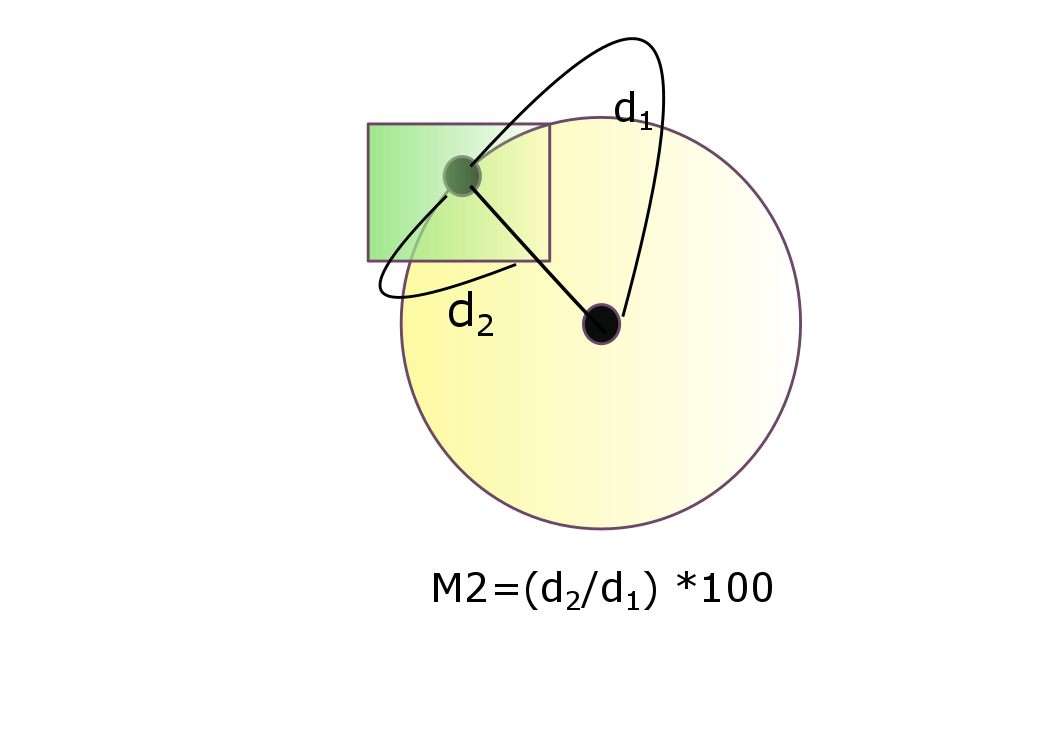 d₁
d₂
M2=(d₂/d₁) *100